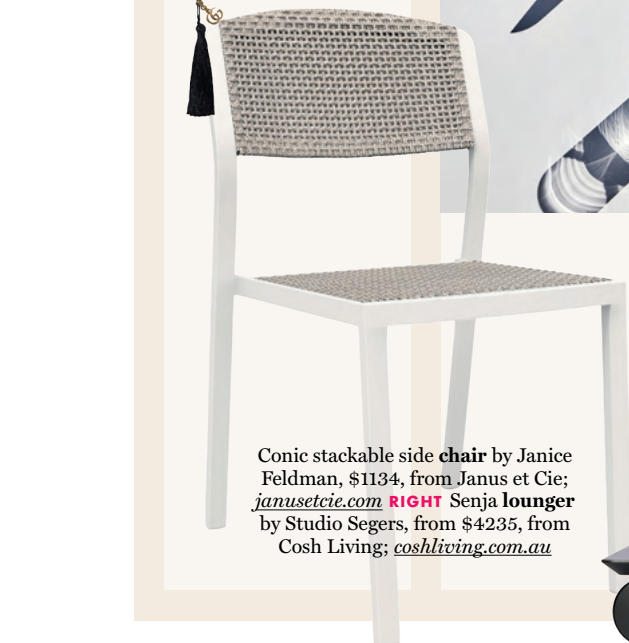 Conic stackable side chair by Janice
Feldman, $1134, from Janus et Cie;
janusetcie.com RIGHT Senja lounger
by Studio Segers, from $4235, from
Cosh Living; coshliving.com.au